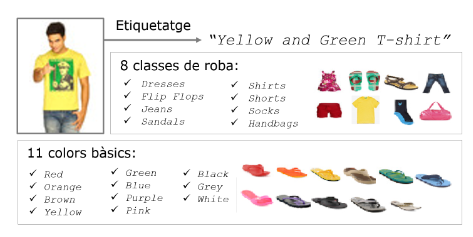 Etiquetatge
"Yellow and Green T-shirt"
8 classes de roba:
✓ Dresses
✓ Flip Flops
✓ Jeans
✓ Sandals
✓ Shirts
✓ Shorts
✓ Socks
✓ Handbags
11 colors bàsics:
✓ Red
✓ Orange
✓ Brown
✓ Yellow
✓ Green
✓ Blue
✓ Purple
✓ Pink
✓ Black
✓ Grey
✓ White